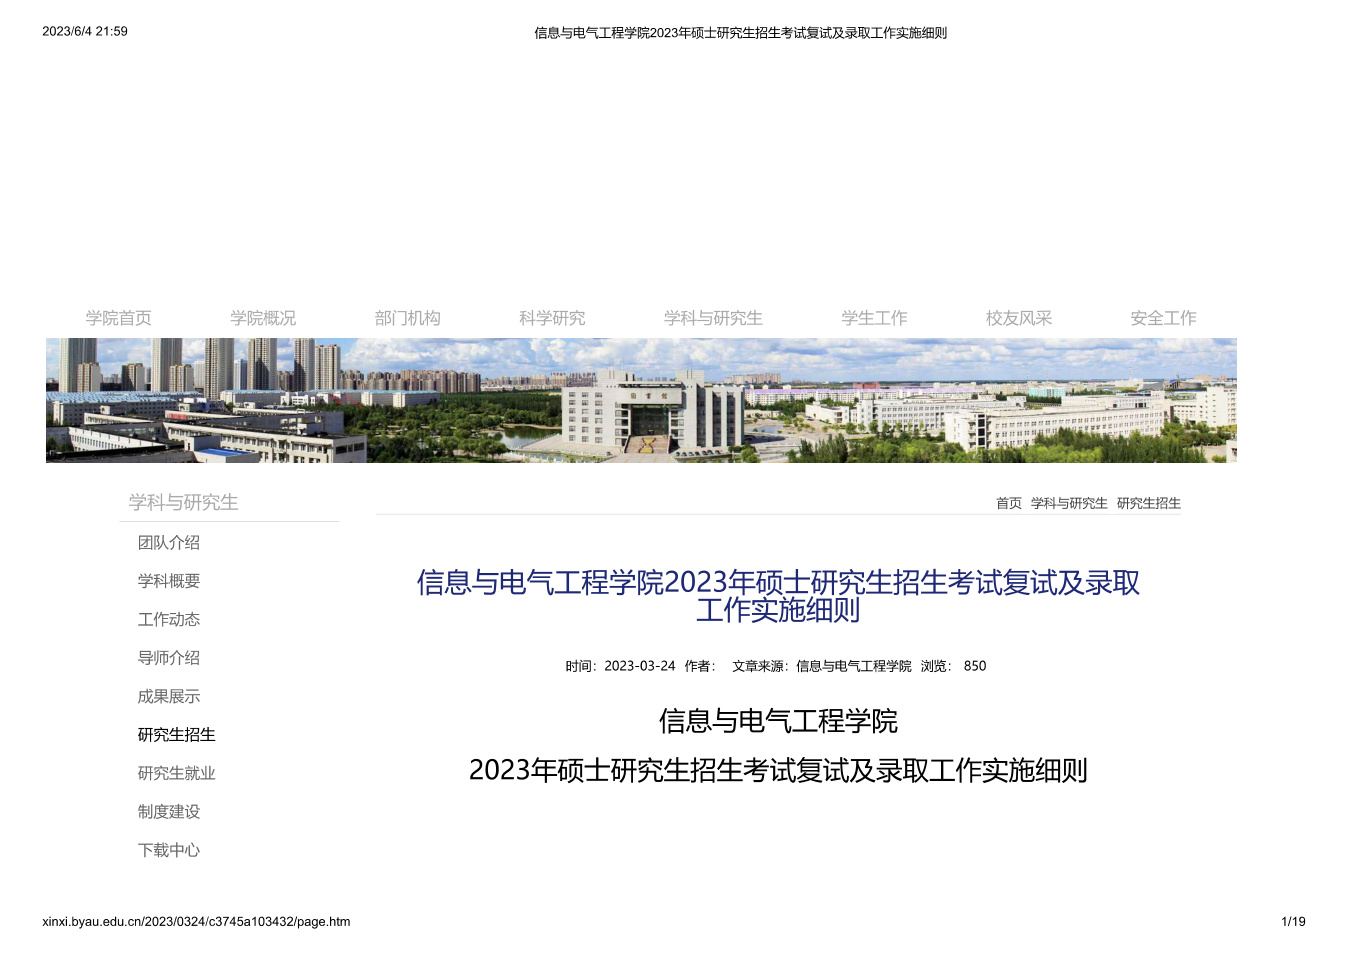 2023/6/4 21:59
信息与电气工程学院2023年硕士研究生招生考试复试及录取工作实施细则
学院首页
学院概况
部门机构
科学研究
学科与研究生
学生工作
校友风采
安全工作
图书馆
学科与研究生
团队介绍
学科概要
工作动态
导师介绍
成果展示
研究生招生
研究生就业
制度建设
下载中心
首页 学科与研究生 研究生招生
信息与电气工程学院2023年硕士研究生招生考试复试及录取
工作实施细则
时间：2023-03-24 作者： 文章来源：信息与电气工程学院 浏览： 850
信息与电气工程学院
2023年硕士研究生招生考试复试及录取工作实施细则
xinxi.byau.edu.cn/2023/0324/c3745a103432/page.htm
1/19